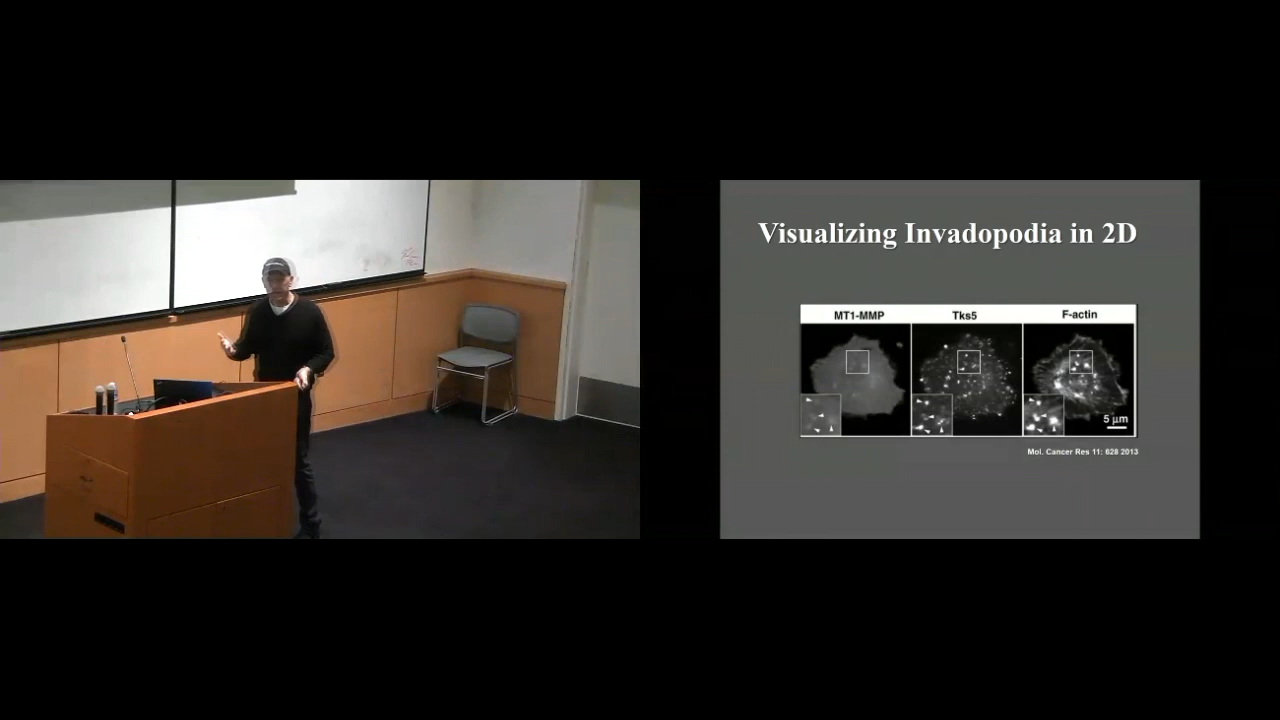 Visualizing Invadopodia in 2D
MT1-MMP Tks5 F-actin
5 µm
Mol. Cancer Res 11: 628 2013